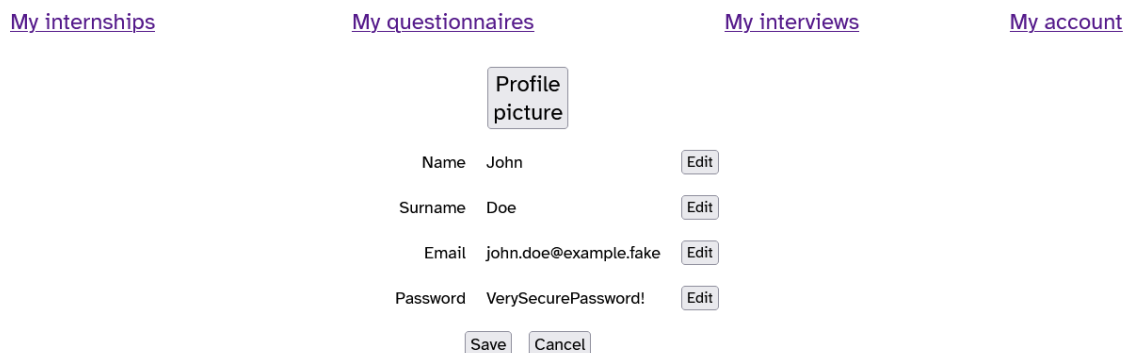 My internships My questionnaires My interviews My account
Profile
picture
Name John Edit
Surname Doe Edit
Email john.doe@example.fake Edit
Password VerySecurePassword! Edit
Save Cancel